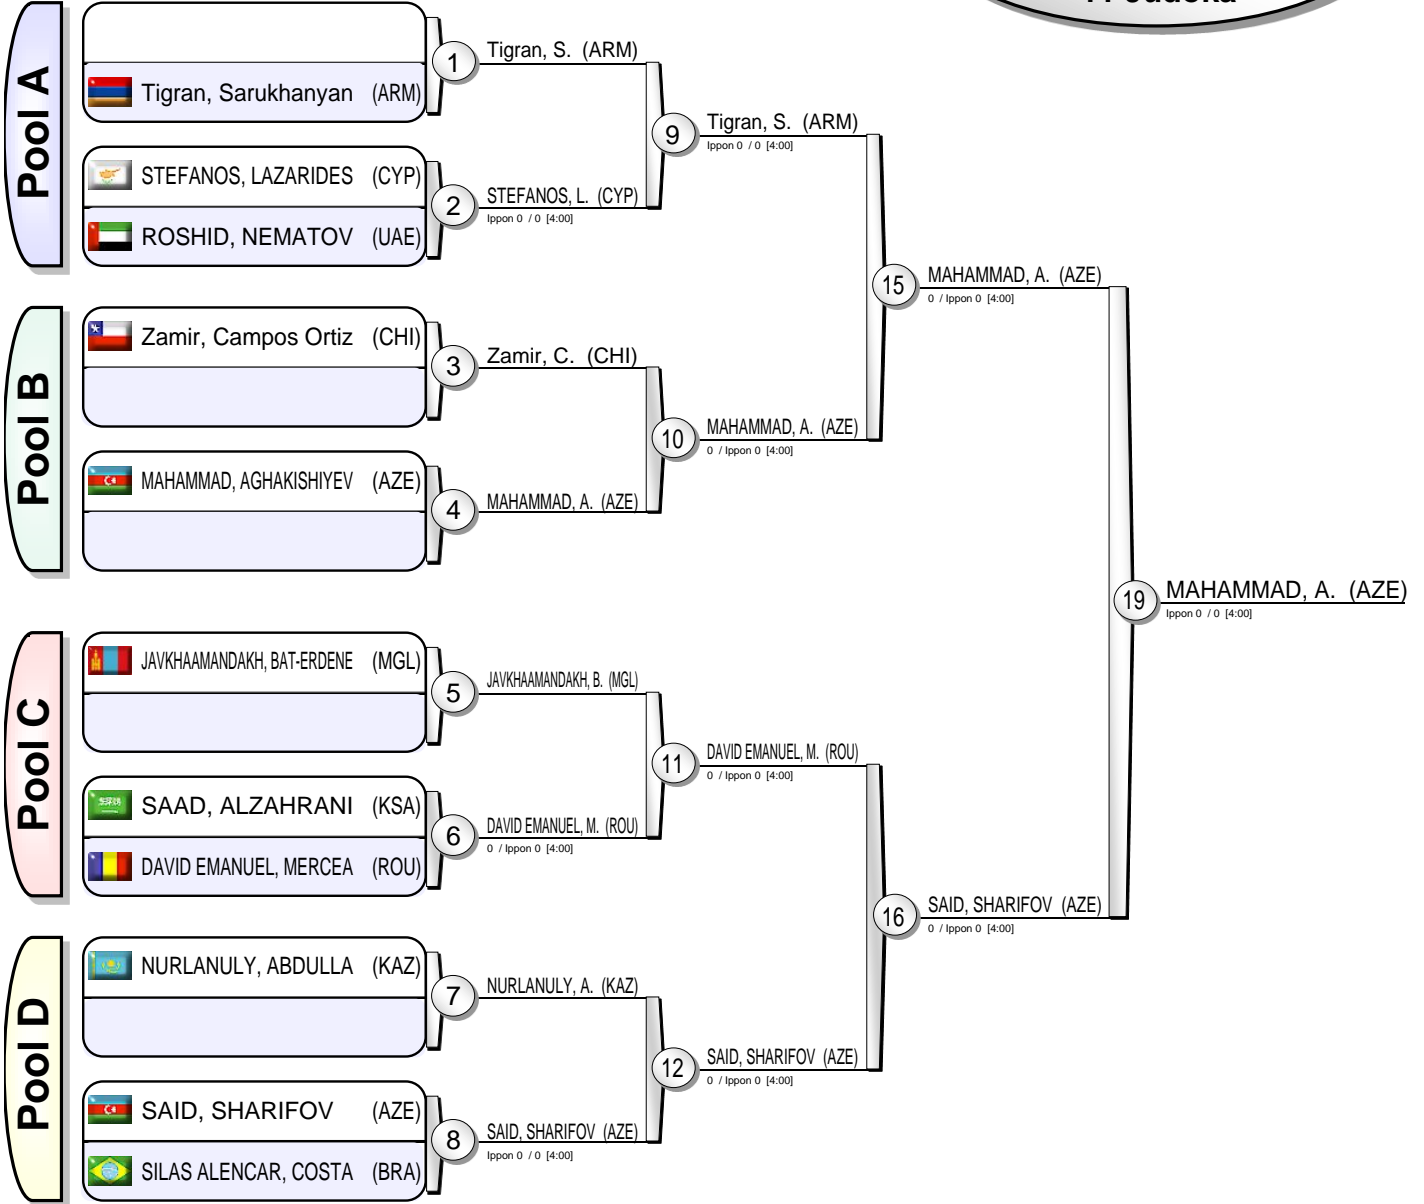 Pool A
Tigran, Sarukhanyan (ARM)
STEFANOS, LAZARIDES (CYP)
ROSHID, NEMATOV (UAE)
1
Tigran, S. (ARM)
2
STEFANOS, L. (CYP)
Ippon 0 / 0 [4:00]
9
Tigran, S. (ARM)
Ippon 0 / 0 [4:00]
Pool B
Zamir, Campos Ortiz (CHI)
MAHAMMAD, AGHAKISHIYEV (AZE)
3
Zamir, C. (CHI)
4
MAHAMMAD, A. (AZE)
10
MAHAMMAD, A. (AZE)
0 / Ippon 0 [4:00]
15
MAHAMMAD, A. (AZE)
0 / Ippon 0 [4:00]
Pool C
JAVKHAAMANDAKH, BAT-ERDENE (MGL)
SAAD, ALZAHRANI (KSA)
DAVID EMANUEL, MERCEA (ROU)
5
JAVKHAAMANDAKH, B. (MGL)
6
DAVID EMANUEL, M. (ROU)
0 / Ippon 0 [4:00]
11
DAVID EMANUEL, M. (ROU)
0 / Ippon 0 [4:00]
Pool D
NURLANULY, ABDULLA (KAZ)
SAID, SHARIFOV (AZE)
SILAS ALENCAR, COSTA (BRA)
7
NURLANULY, A. (KAZ)
8
SAID, SHARIFOV (AZE)
Ippon 0 / 0 [4:00]
12
SAID, SHARIFOV (AZE)
0 / Ippon 0 [4:00]
16
SAID, SHARIFOV (AZE)
0 / Ippon 0 [4:00]
19
MAHAMMAD, A. (AZE)
Ippon 0 / 0 [4:00]